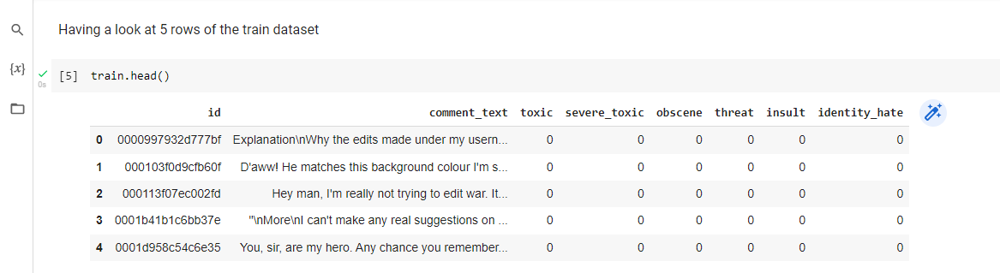 Having a look at 5 rows of the train dataset
{x}
[5] train.head()
0s
id comment_text toxic severe_toxic obscene threat insult identity_hate
0 0000997932d777bf Explanation\nWhy the edits made under my usern... 0 0 0 0 0 0
1 000103f0d9cfb60f D'aww! He matches this background colour I'm s... 0 0 0 0 0 0
2 000113f07ec002fd Hey man, I'm really not trying to edit war. It... 0 0 0 0 0 0
3 0001b41b1c6bb37e "\nMore\nI can't make any real suggestions on ... 0 0 0 0 0 0
4 0001d958c54c6e35 You, sir, are my hero. Any chance you remember... 0 0 0 0 0 0